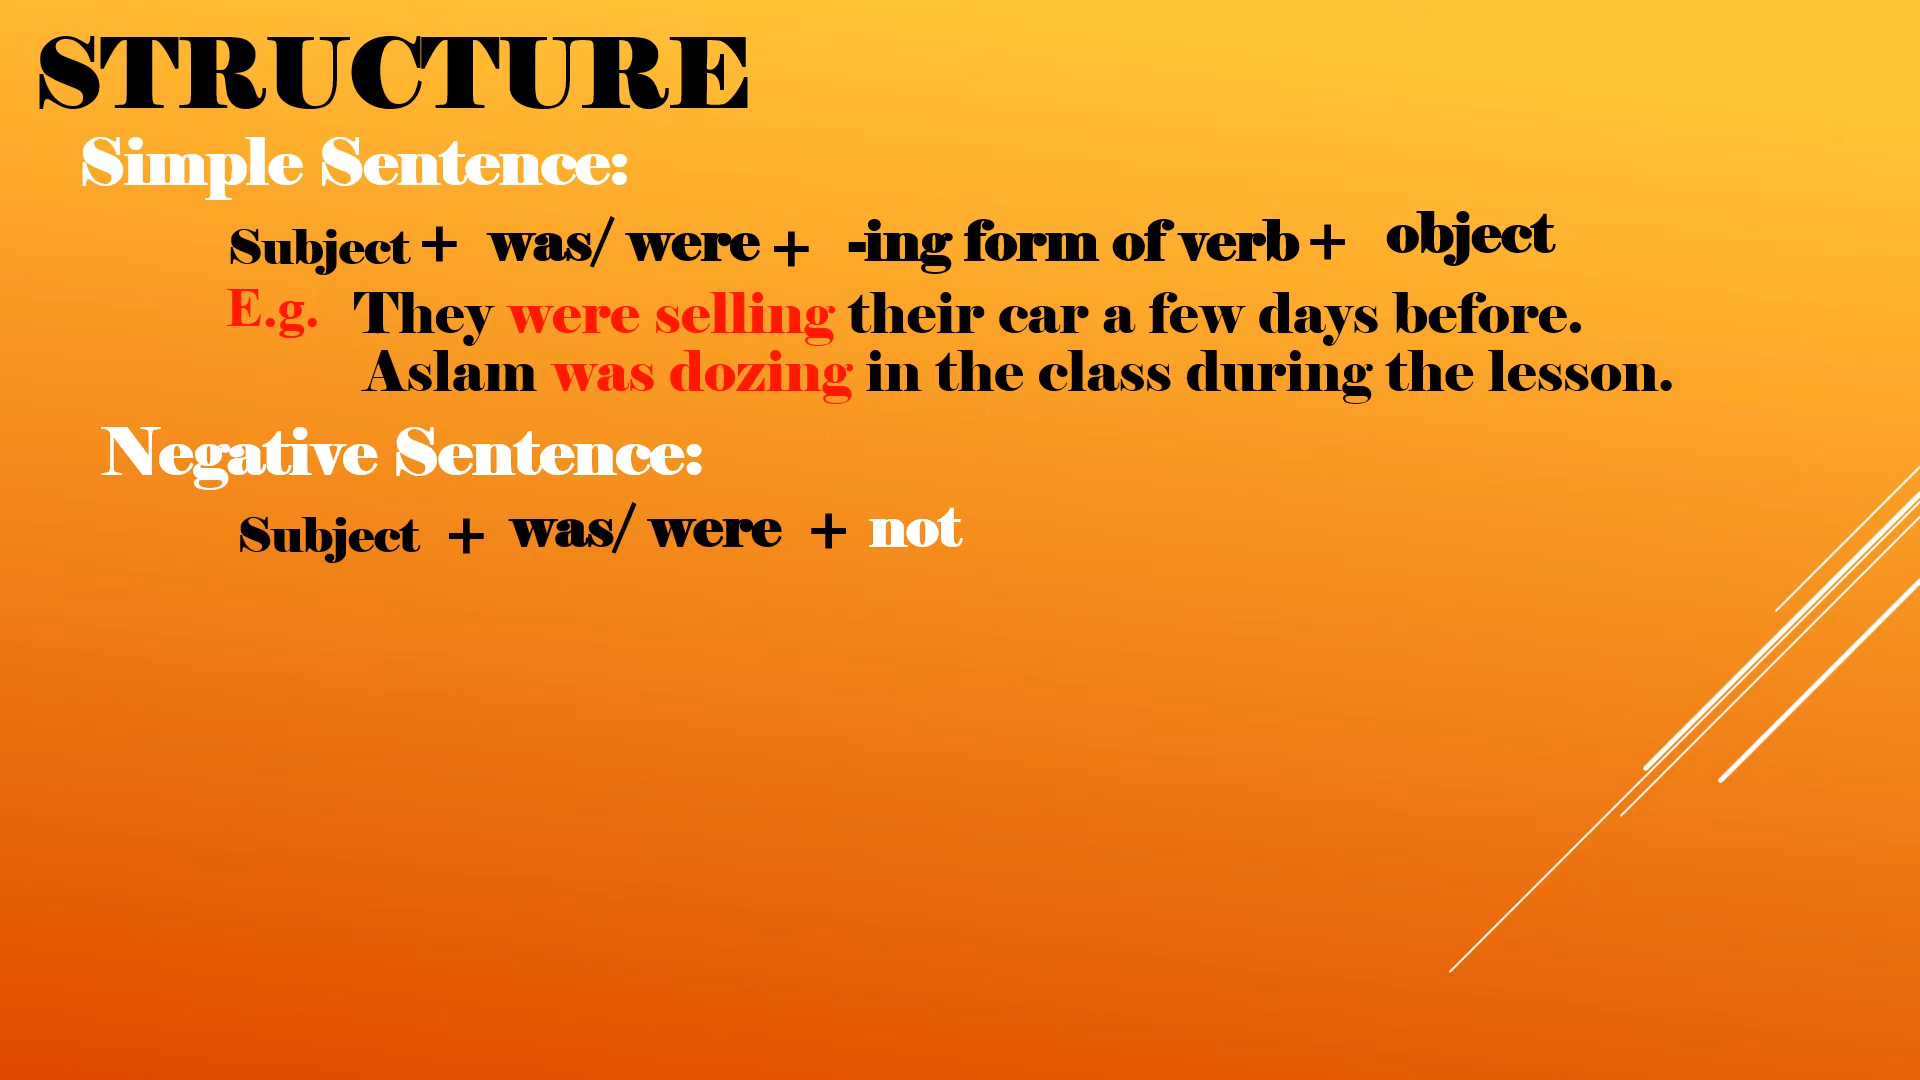 STRUCTURE
Simple Sentence:
Subject + was/ were + -ing form of verb + object
E.g. They were selling their car a few days before.
Aslam was dozing in the class during the lesson.
Negative Sentence:
Subject + was/ were + not